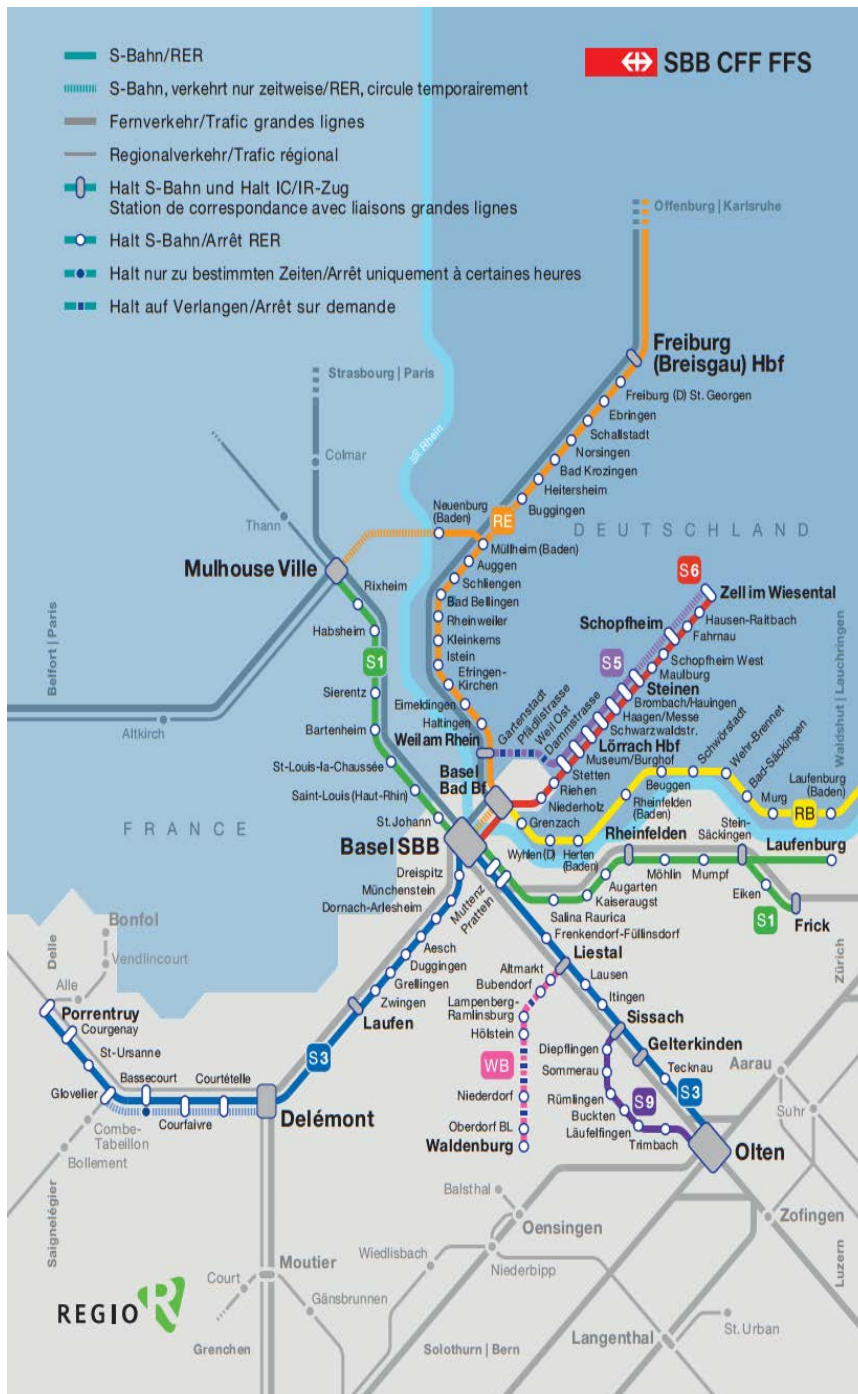 S-Bahn/RER
SBB CFF FFS
S-Bahn, verkehrt nur zeitweise/RER, circule temporairement
Fernverkehr/Trafic grandes lignes
Regionalverkehr/Trafic régional
Halt S-Bahn und Halt IC/IR-Zug
Station de correspondance avec liaisons grandes lignes
Halt S-Bahn/Arrêt RER
Halt nur zu bestimmten Zeiten/Arrêt uniquement à certaines heures
Halt auf Verlangen/Arrêt sur demande
Offenburg | Karlsruhe
Freiburg
(Breisgau) Hbf
Strasbourg | Paris
Freiburg (D) St. Georgen
Ebringen
Schallstadt
Norsingen
Bad Krozingen
Heitersheim
Buggingen
Colmar
Rhein
Thann
Neuenburg
(Baden)
RE
DEUTSCHLAND
Müllheim (Baden)
Auggen
Schliengen
Bad Bellingen
Rheinweiler
Kleinkems
Istein
Efringen-
Kirchen
Eimeldingen
Haltingen
Weil am Rhein
Mulhouse Ville
Rixheim
Habsheim
S1
Sierentz
Bartenheim
St-Louis-la-Chaussée
Saint-Louis (Haut-Rhin)
St.Johann
Belfort | Paris
Altkirch
FRANCE
S6
Zell im Wiesental
Hausen-Raitbach
Fahrnau
Schopfheim
Schopfheim West
Maulburg
S5
Steinen
Brombach/Hauingen
Haagen/Messe
Schwarzwaldstr.
Lörrach Hbf
Museum/Burghof
Stetten
Riehen
Niederholz
Gartenstadt
Pfädlistrasse
Weil Ost
Dammstrasse
Basel
Bad Bf
Basel SBB
Grenzach
Wyhlen (D)
Herten
(Baden)
Rheinfelden
(Baden)
Beuggen
Schwörstadt
Wehr-Brennet
Bad-Säckingen
Murg
RB
Laufenburg
(Baden)
Waldshut | Lauchringen
Rheinfelden
Stein-
Säckingen
Laufenburg
Möhlin
Mumpf
Eiken
S1
Frick
Augarten
Kaiseraugst
Salina Raurica
Muttenz
Pratteln
Frenkendorf-Füllinsdorf
Liestal
Dreispitz
Münchenstein
Dornach-Arlesheim
Aesch
Duggingen
Grellingen
Zwingen
Laufen
S3
Delémont
Courtételle
Courfaivre
Bassecourt
Glovelier
St-Ursanne
Courgenay
Porrentruy
Alle
Vendlincourt
Bonfol
Delle
Combe-
Tabeillon
Bollement
Saignelégier
Altmarkt
Bubendorf
Lampenberg-
Ramlinsburg
Hölstein
WB
Niederdorf
Oberdorf BL
Waldenburg
Lausen
Itingen
Sissach
Gelterkinden
Tecknau
S3
Diepflingen
Sommerau
Rümlingen
Buckten
Läufelfingen
S9
Trimbach
Olten
Zürich
Aarau
Suhr
Zofingen
Luzern
Balsthal
Oensingen
Wiedlisbach
Niederbipp
Moutier
Court
Gänsbrunnen
Grenchen
Solothurn | Bern
Langenthal
St. Urban
REGIO